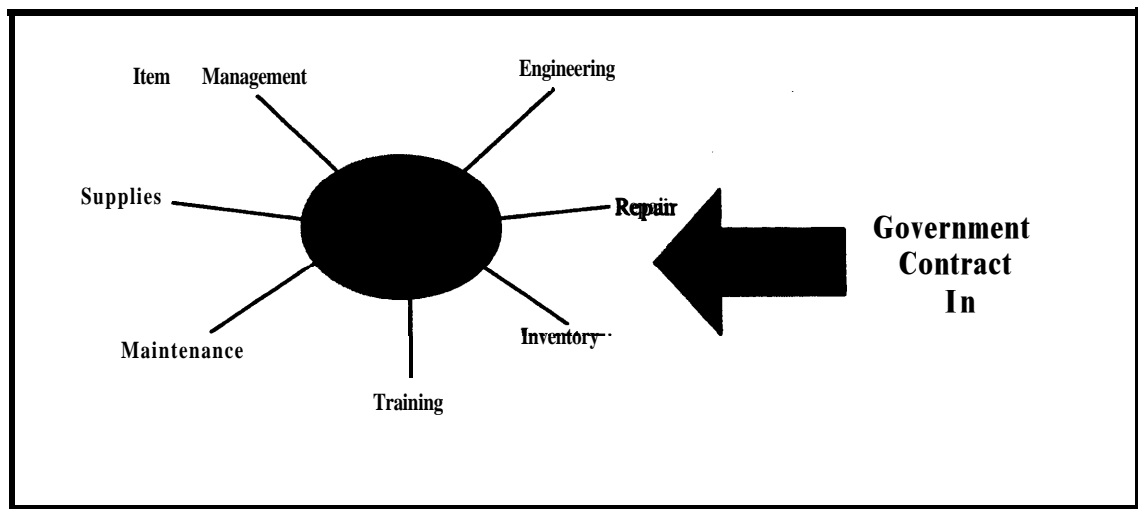 Item Management
Engineering
Supplies
Repair
Government
Contract
In
Maintenance
Inventory
Training